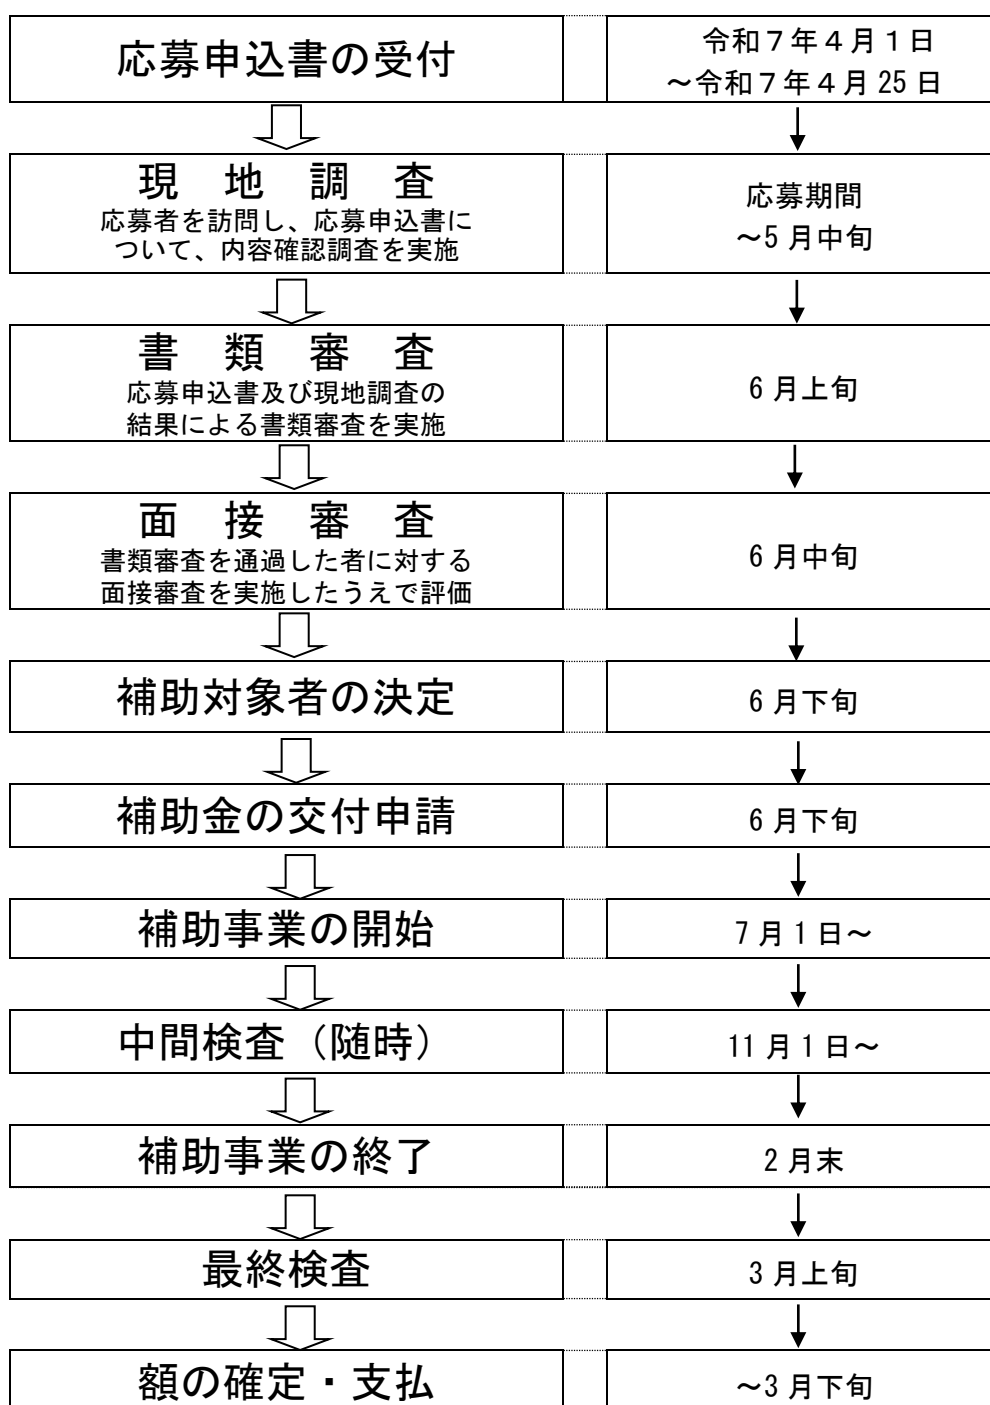 応募申込書の受付
令和７年４月１日
～令和７年４月 25 日
現　地　調　査
応募者を訪問し、応募申込書に
ついて、内容確認調査を実施
応募期間
～5 月中旬
書　類　審　査
応募申込書及び現地調査の
結果による書類審査を実施
6 月上旬
面　接　審　査
書類審査を通過した者に対する
面接審査を実施したうえで評価
6 月中旬
補助対象者の決定
6 月下旬
補助金の交付申請
6 月下旬
補助事業の開始
7 月 1 日～
中間検査（随時）
11 月 1 日～
補助事業の終了
2 月末
最終検査
3 月上旬
額の確定・支払
～3 月下旬